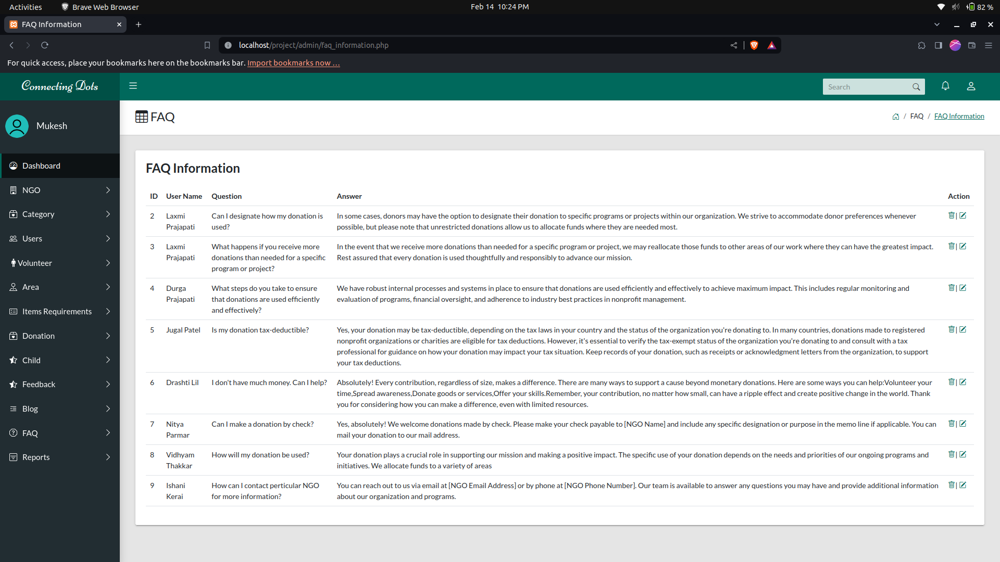 Activities
Brave Web Browser
Feb 14 10:24 PM
82 %
FAQ Information
localhost/project/admin/faq_information.php
For quick access, place your bookmarks here on the bookmarks bar. Import bookmarks now ...
Connecting Dots
Search
Mukesh
FAQ
/ FAQ / FAQ Information
Dashboard
NGO
Category
Users
Volunteer
Area
Items Requirements
Donation
Child
Feedback
Blog
FAQ
Reports
FAQ Information
ID User Name Question Answer Action
2
Laxmi
Prajapati
Can I designate how my donation is
used?
In some cases, donors may have the option to designate their donation to specific programs or projects within our organization. We strive to accommodate donor preferences whenever
possible, but please note that unrestricted donations allow us to allocate funds where they are needed most.
|
3
Laxmi
Prajapati
What happens if you receive more
donations than needed for a specific
program or project?
In the event that we receive more donations than needed for a specific program or project, we may reallocate those funds to other areas of our work where they can have the greatest impact.
Rest assured that every donation is used thoughtfully and responsibly to advance our mission.
|
4
Durga
Prajapati
What steps do you take to ensure
that donations are used efficiently
and effectively?
We have robust internal processes and systems in place to ensure that donations are used efficiently and effectively to achieve maximum impact. This includes regular monitoring and
evaluation of programs, financial oversight, and adherence to industry best practices in nonprofit management.
|
5
Jugal Patel
Is my donation tax-deductible?
Yes, your donation may be tax-deductible, depending on the tax laws in your country and the status of the organization you're donating to. In many countries, donations made to registered
nonprofit organizations or charities are eligible for tax deductions. However, it's essential to verify the tax-exempt status of the organization you're donating to and consult with a tax
professional for guidance on how your donation may impact your tax situation. Keep records of your donation, such as receipts or acknowledgment letters from the organization, to support
your tax deductions.
|
6
Drashti Lil
I don't have much money. Can I help?
Absolutely! Every contribution, regardless of size, makes a difference. There are many ways to support a cause beyond monetary donations. Here are some ways you can help:Volunteer your
time,Spread awareness,Donate goods or services,Offer your skills.Remember, your contribution, no matter how small, can have a ripple effect and create positive change in the world. Thank
you for considering how you can make a difference, even with limited resources.
|
7
Nitya
Parmar
Can I make a donation by check?
Yes, absolutely! We welcome donations made by check. Please make your check payable to [NGO Name] and include any specific designation or purpose in the memo line if applicable. You can
mail your donation to our mail address.
|
8
Vidhyam
Thakkar
How will my donation be used?
Your donation plays a crucial role in supporting our mission and making a positive impact. The specific use of your donation depends on the needs and priorities of our ongoing programs and
initiatives. We allocate funds to a variety of areas
|
9
Ishani
Kerai
How can I contact perticular NGO
for more information?
You can reach out to us via email at [NGO Email Address] or by phone at [NGO Phone Number]. Our team is available to answer any questions you may have and provide additional information
about our organization and programs.
|